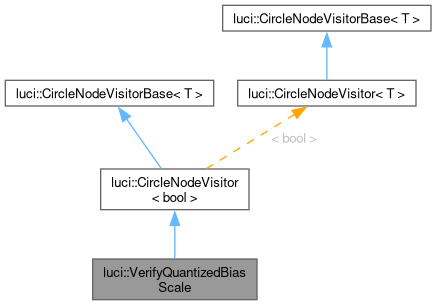 luci::CircleNodeVisitorBase< T >
luci::CircleNodeVisitorBase< T >
luci::CircleNodeVisitor< T >
< bool >
luci::CircleNodeVisitor
< bool >
luci::VerifyQuantizedBias
Scale